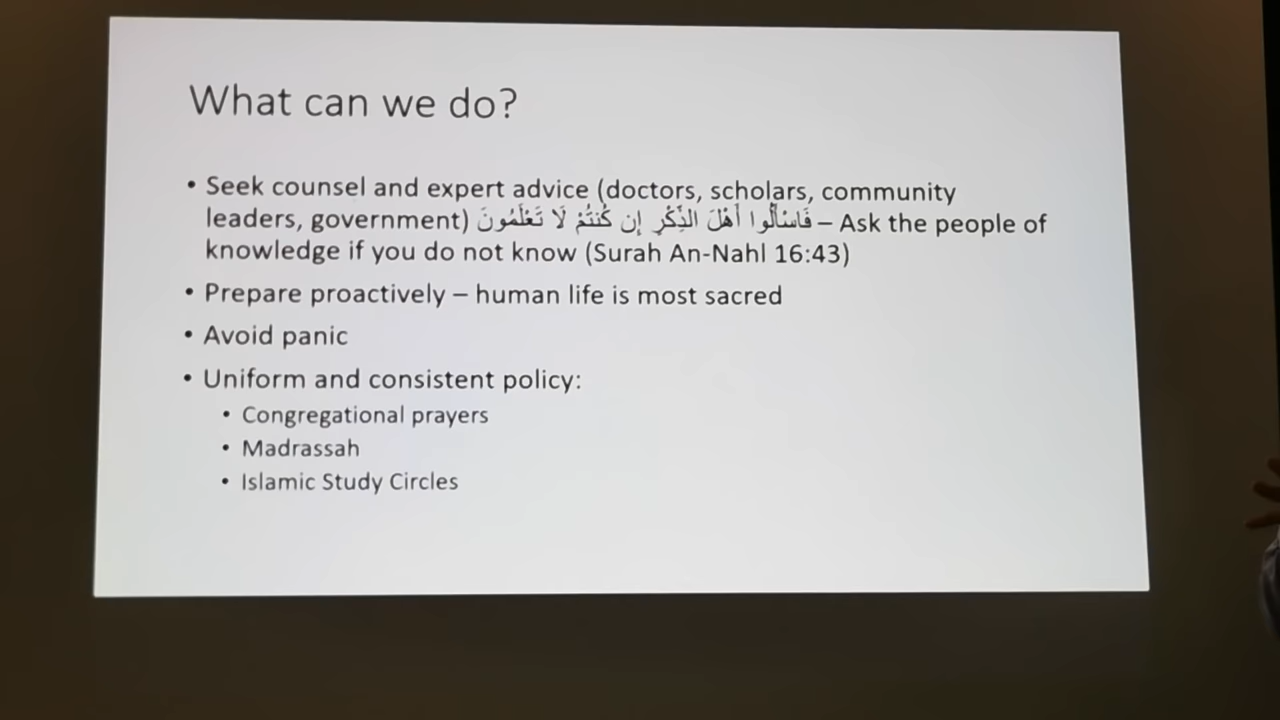 What can we do?
• Seek counsel and expert advice (doctors, scholars, community
leaders, government) فَاسْأَلُوا أَهْلَ الذِّكْرِ إِن كُنتُمْ لَا تَعْلَمُونَ – Ask the people of
knowledge if you do not know (Surah An-Nahl 16:43)
• Prepare proactively – human life is most sacred
• Avoid panic
• Uniform and consistent policy:
• Congregational prayers
• Madrassah
• Islamic Study Circles